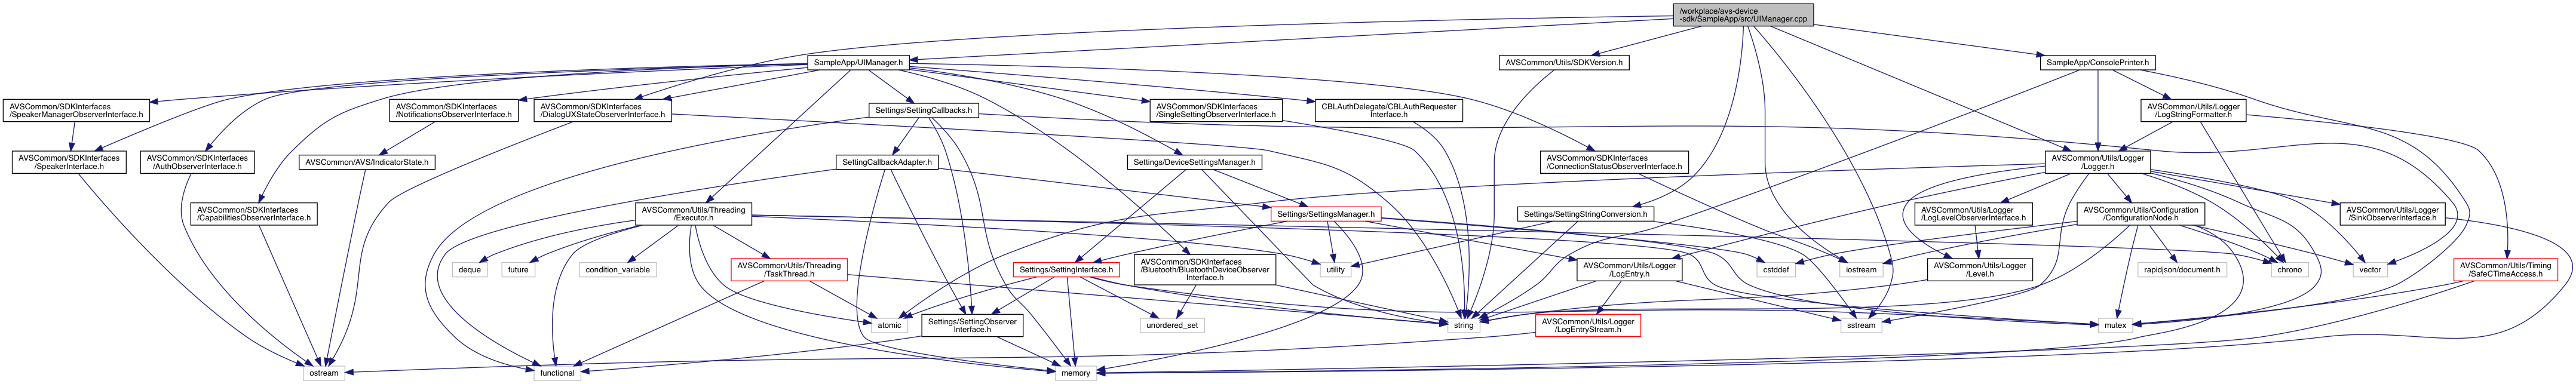 /workplace/avs-device
-sdk/SampleApp/src/UIManager.cpp
SampleApp/UIManager.h
AVSCommon/Utils/SDKVersion.h
SampleApp/ConsolePrinter.h
AVSCommon/SDKInterfaces
/SpeakerManagerObserverInterface.h
AVSCommon/SDKInterfaces
/NotificationsObserverInterface.h
AVSCommon/SDKInterfaces
/DialogUXStateObserverInterface.h
Settings/SettingCallbacks.h
AVSCommon/SDKInterfaces
/SingleSettingObserverInterface.h
CBLAuthDelegate/CBLAuthRequester
Interface.h
AVSCommon/Utils/Logger
/LogStringFormatter.h
AVSCommon/SDKInterfaces
/SpeakerInterface.h
AVSCommon/SDKInterfaces
/AuthObserverInterface.h
AVSCommon/AVS/IndicatorState.h
SettingCallbackAdapter.h
Settings/DeviceSettingsManager.h
AVSCommon/SDKInterfaces
/ConnectionStatusObserverInterface.h
AVSCommon/Utils/Logger
/Logger.h
AVSCommon/SDKInterfaces
/CapabilitiesObserverInterface.h
AVSCommon/Utils/Threading
/Executor.h
Settings/SettingsManager.h
Settings/SettingStringConversion.h
AVSCommon/Utils/Logger
/LogLevelObserverInterface.h
AVSCommon/Utils/Configuration
/ConfigurationNode.h
AVSCommon/Utils/Logger
/SinkObserverInterface.h
deque
future
condition_variable
AVSCommon/Utils/Threading
/TaskThread.h
Settings/SettingInterface.h
AVSCommon/SDKInterfaces
/Bluetooth/BluetoothDeviceObserver
Interface.h
utility
cstddef
iostream
AVSCommon/Utils/Logger
/LogEntry.h
AVSCommon/Utils/Logger
/Level.h
rapidjson/document.h
chrono
vector
AVSCommon/Utils/Timing
/SafeCTimeAccess.h
atomic
Settings/SettingObserver
Interface.h
unordered_set
string
AVSCommon/Utils/Logger
/LogEntryStream.h
sstream
mutex
ostream
functional
memory